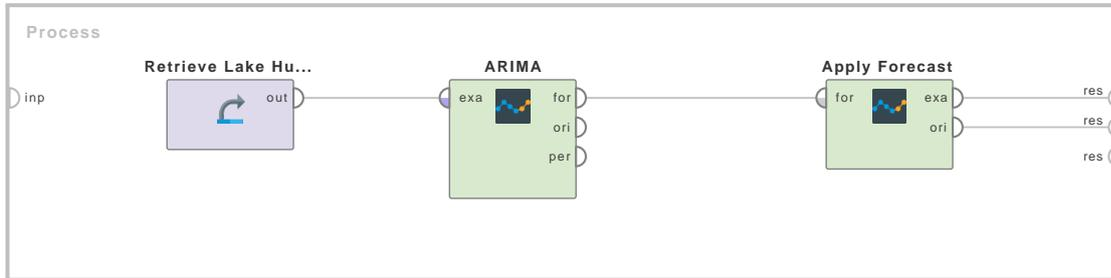 Process
Retrieve Lake Hu...
ARIMA
Apply Forecast
inp
out
exa
for
for
exa
res
ori
ori
res
per
res